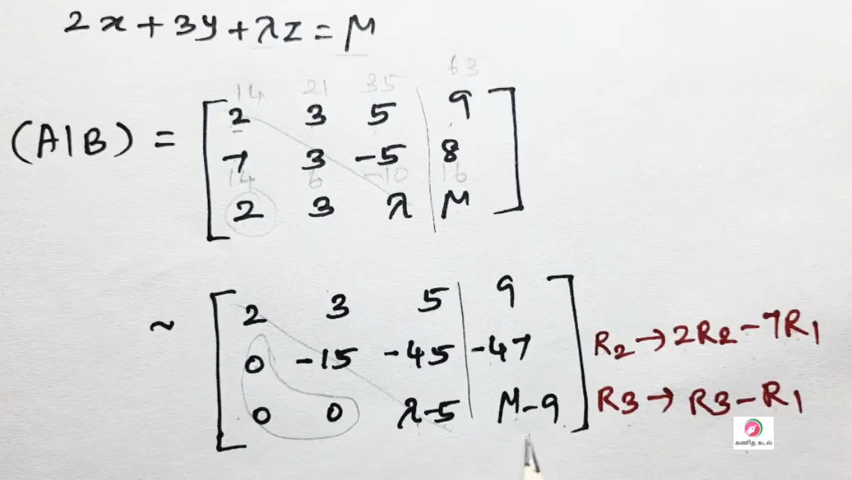 2x+3y+λz=μ
14 21 35 63
2 3 5 9
(A|B) = 7 3 -5 8
14 6 -10 16
2 3 λ μ
~ 2 3 5 9
0 -15 -45 -47 R2→2R2-7R1
0 0 λ-5 μ-9 R3→R3-R1
கணித கடல்